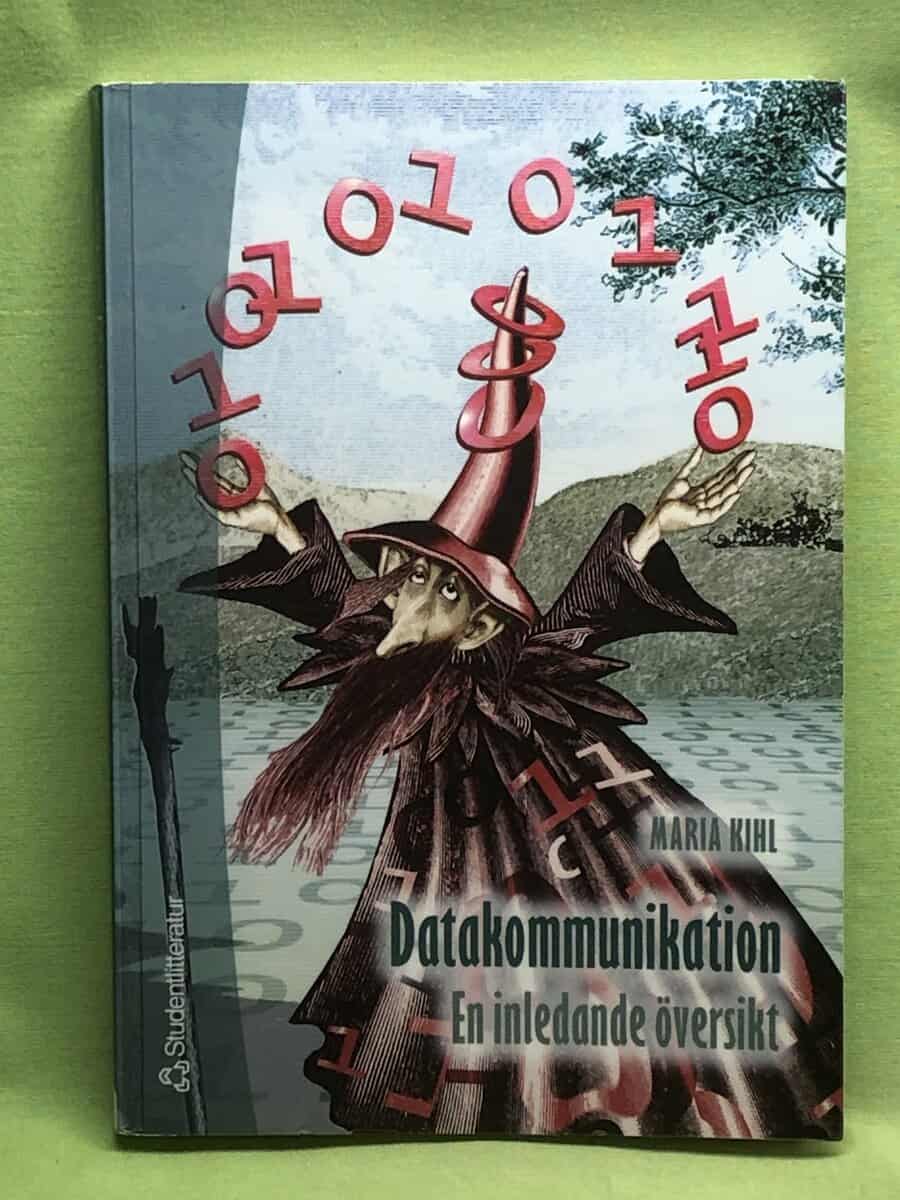 MARIA KIHL
Datakommunikation
En inledande översikt
Studentlitteratur